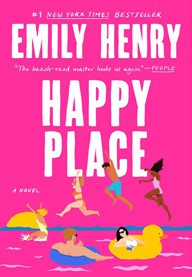 #1 NEW YORK TIMES BESTSELLER
EMILY HENRY
"The beach-read master hooks us again."—PEOPLE
HAPPY
PLACE
A NOVEL